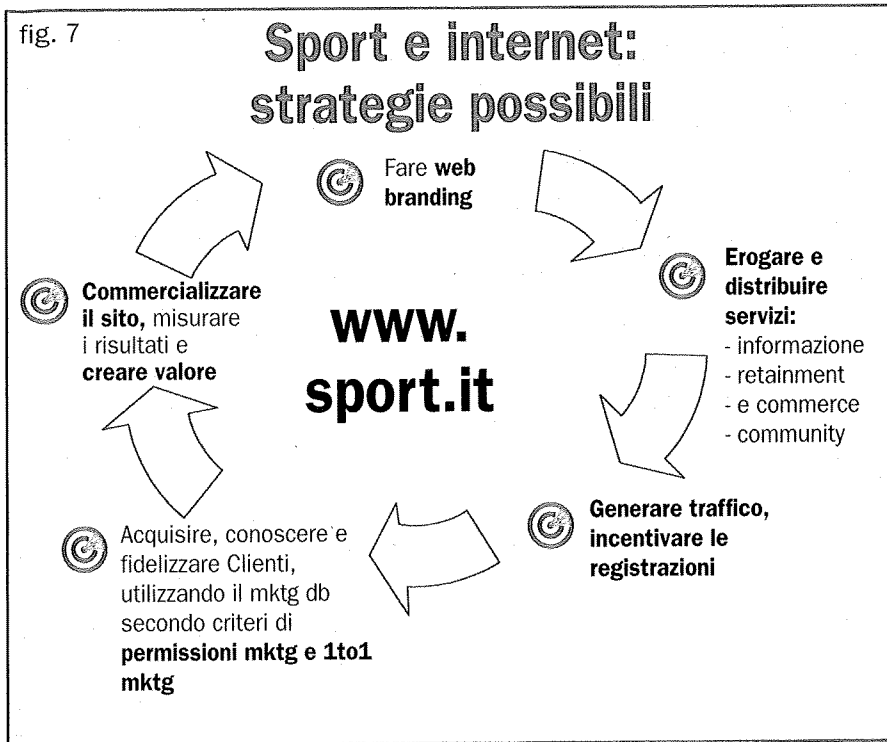 fig. 7
Sport e internet:
strategie possibili
Fare web
branding
Erogare e
distribuire
servizi:
- informazione
- retainment
- e commerce
- community
Generare traffico,
incentivare le
registrazioni
Acquisire, conoscere e
fidelizzare Clienti,
utilizzando il mktg db
secondo criteri di
permissioni mktg e 1to1
mktg
Commercializzare
il sito, misurare
i risultati e
creare valore
www.
sport.it